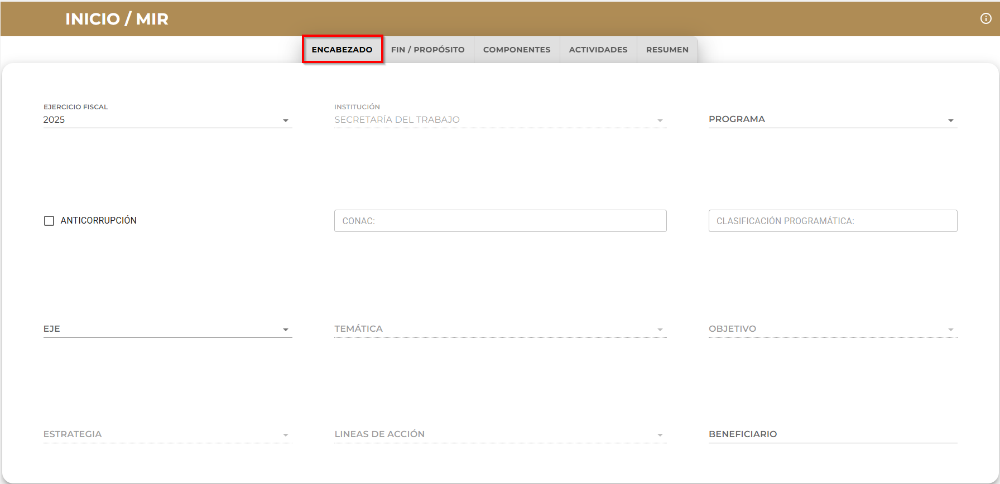 INICIO / MIR
ENCABEZADO
FIN / PROPÓSITO
COMPONENTES
ACTIVIDADES
RESUMEN
EJERCICIO FISCAL
2025
INSTITUCIÓN
SECRETARÍA DEL TRABAJO
PROGRAMA
ANTICORRUPCIÓN
CONAC:
CLASIFICACIÓN PROGRAMÁTICA:
EJE
TEMÁTICA
OBJETIVO
ESTRATEGIA
LINEAS DE ACCIÓN
BENEFICIARIO